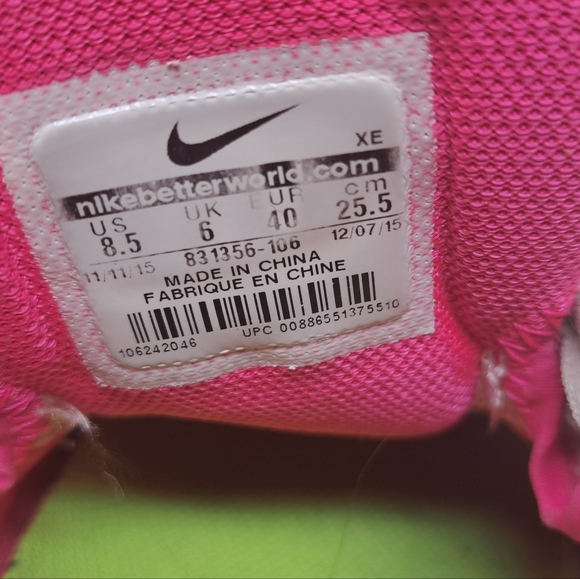 XE
nikebetterworld.com
US UK EUR cm
8.5 6 40 25.5
11/11/15 831356-106 12/07/15
MADE IN CHINA
FABRIQUE EN CHINE
106242046 UPC 00886551375510